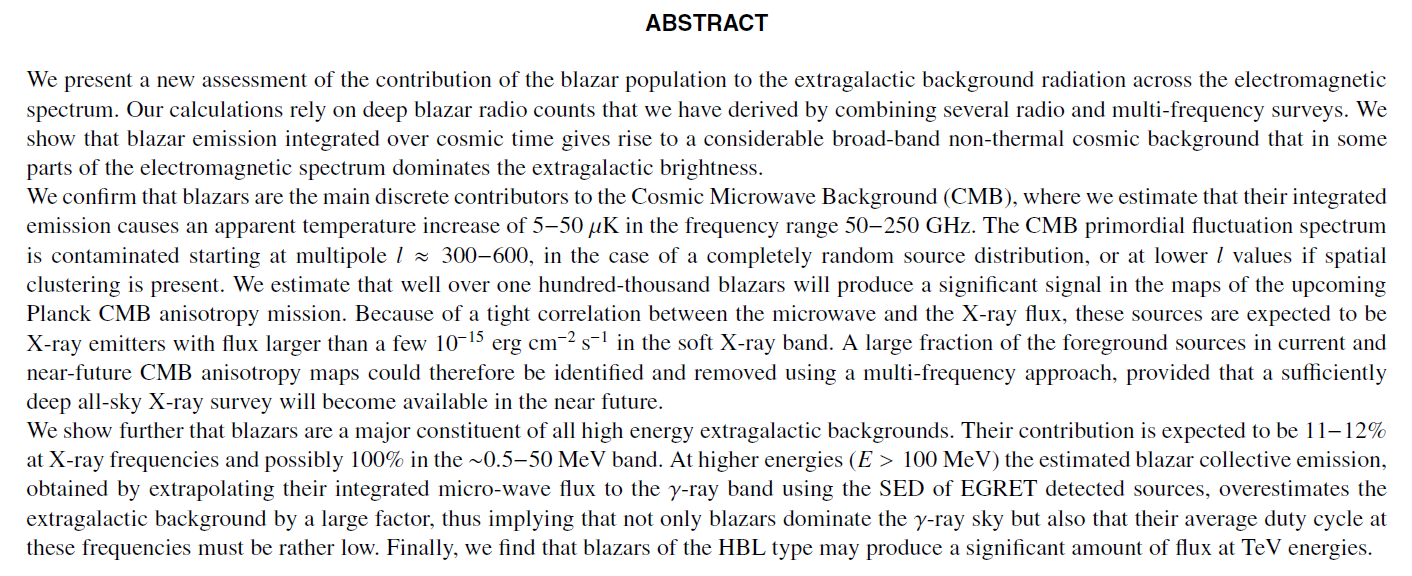 ABSTRACT
We present a new assessment of the contribution of the blazar population to the extragalactic background radiation across the electromagnetic
spectrum. Our calculations rely on deep blazar radio counts that we have derived by combining several radio and multi-frequency surveys. We
show that blazar emission integrated over cosmic time gives rise to a considerable broad-band non-thermal cosmic background that in some
parts of the electromagnetic spectrum dominates the extragalactic brightness.
We confirm that blazars are the main discrete contributors to the Cosmic Microwave Background (CMB), where we estimate that their integrated
emission causes an apparent temperature increase of 5−50 μK in the frequency range 50−250 GHz. The CMB primordial fluctuation spectrum
is contaminated starting at multipole l ≈ 300−600, in the case of a completely random source distribution, or at lower l values if spatial
clustering is present. We estimate that well over one hundred-thousand blazars will produce a significant signal in the maps of the upcoming
Planck CMB anisotropy mission. Because of a tight correlation between the microwave and the X-ray flux, these sources are expected to be
X-ray emitters with flux larger than a few 10⁻¹⁵ erg cm⁻² s⁻¹ in the soft X-ray band. A large fraction of the foreground sources in current and
near-future CMB anisotropy maps could therefore be identified and removed using a multi-frequency approach, provided that a sufficiently
deep all-sky X-ray survey will become available in the near future.
We show further that blazars are a major constituent of all high energy extragalactic backgrounds. Their contribution is expected to be 11−12%
at X-ray frequencies and possibly 100% in the ~0.5−50 MeV band. At higher energies (E > 100 MeV) the estimated blazar collective emission,
obtained by extrapolating their integrated micro-wave flux to the γ-ray band using the SED of EGRET detected sources, overestimates the
extragalactic background by a large factor, thus implying that not only blazars dominate the γ-ray sky but also that their average duty cycle at
these frequencies must be rather low. Finally, we find that blazars of the HBL type may produce a significant amount of flux at TeV energies.